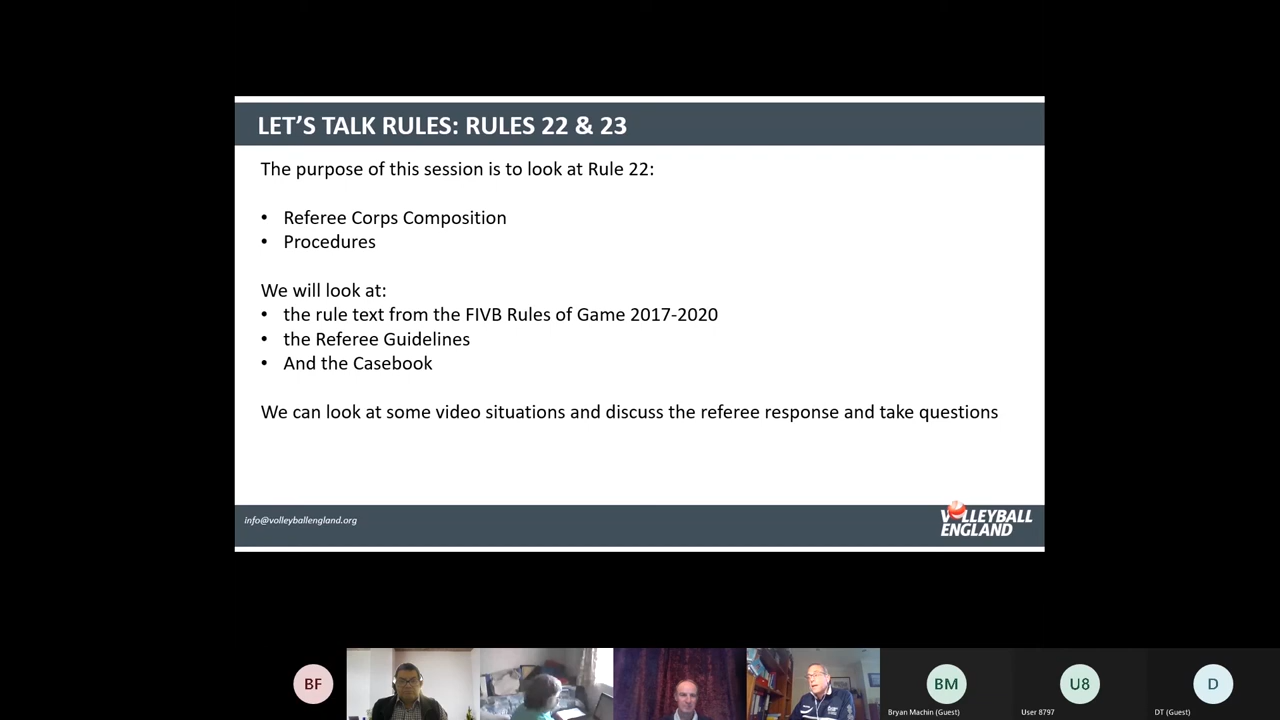 LET'S TALK RULES: RULES 22 & 23
The purpose of this session is to look at Rule 22:
• Referee Corps Composition
• Procedures
We will look at:
• the rule text from the FIVB Rules of Game 2017-2020
• the Referee Guidelines
• And the Casebook
We can look at some video situations and discuss the referee response and take questions
info@volleyballengland.org
VOLLEYBALL
ENGLAND
BF
BM
U8
D
Bryan Machin (Guest)
User 8797
DT (Guest)